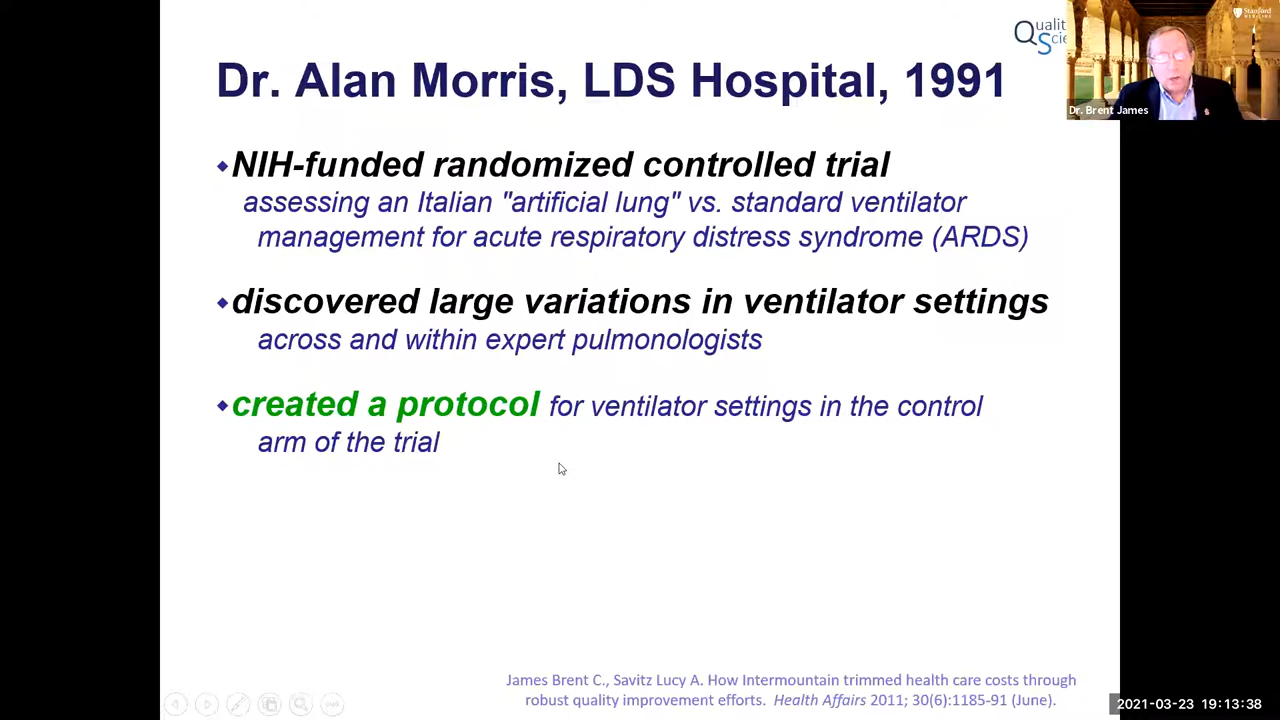 Quali
Scie
Stanford
MEDICINE
Dr. Brent James
Dr. Alan Morris, LDS Hospital, 1991
NIH-funded randomized controlled trial
assessing an Italian "artificial lung" vs. standard ventilator
management for acute respiratory distress syndrome (ARDS)
discovered large variations in ventilator settings
across and within expert pulmonologists
created a protocol for ventilator settings in the control
arm of the trial
James Brent C., Savitz Lucy A. How Intermountain trimmed health care costs through
robust quality improvement efforts. Health Affairs 2011; 30(6):1185-91 (June).
2021-03-23 19:13:38